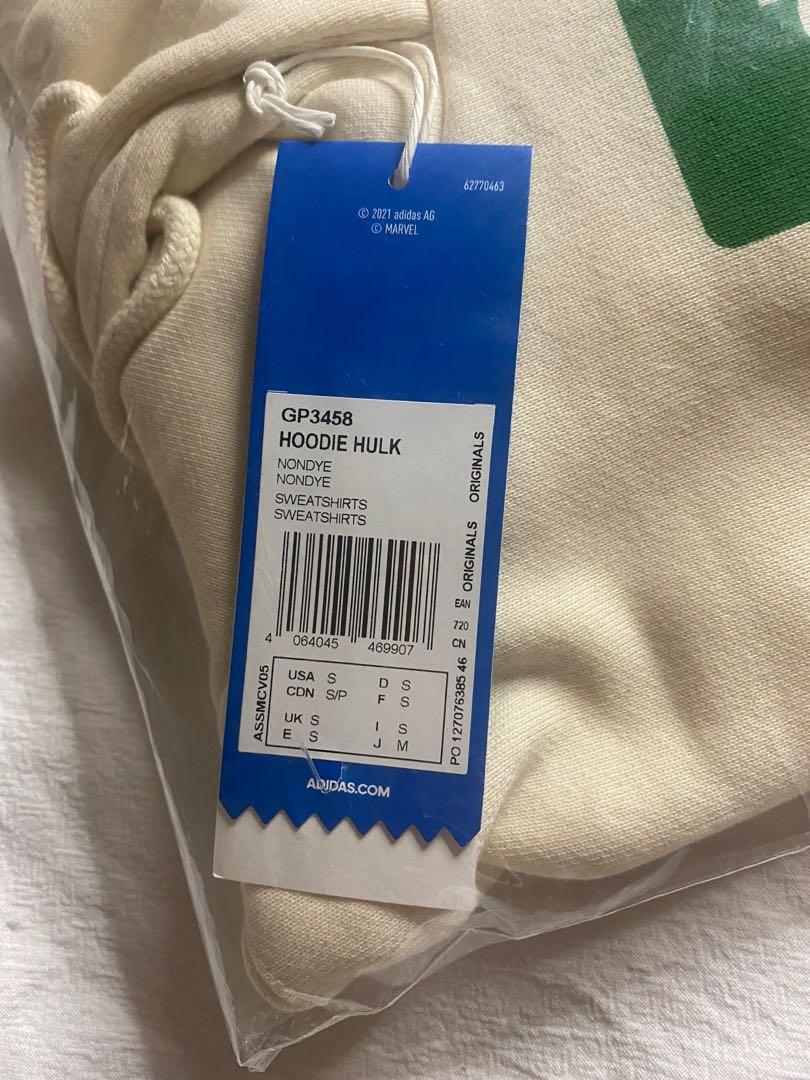 62770463
© 2021 adidas AG
© MARVEL
GP3458
HOODIE HULK
NONDYE
NONDYE
SWEATSHIRTS
SWEATSHIRTS
ORIGINALS
ORIGINALS
EAN
720
CN
4 064045 469907
ASSMCV05
USA S D S
CDN S/P F S
UK S I S
E S J M
PO 127076385 46
ADIDAS.COM